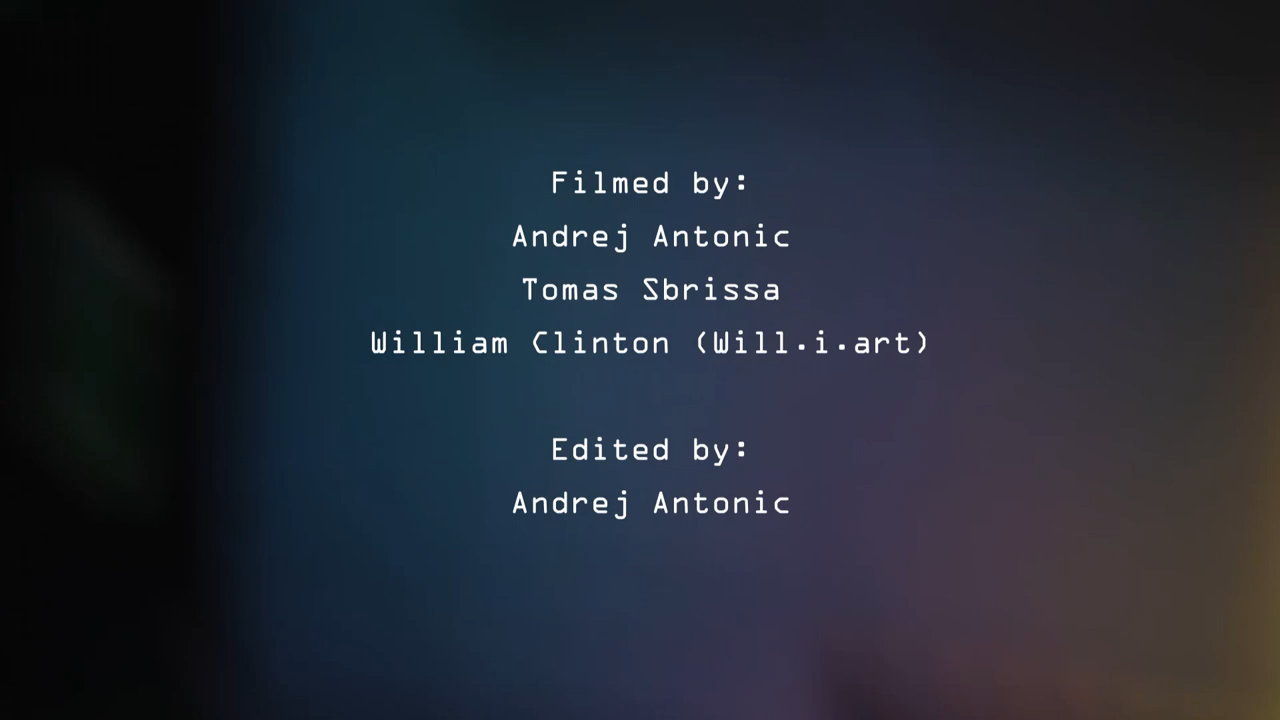 Filmed by:
Andrej Antonic
Tomas Sbrissa
William Clinton (Will.i.art)
Edited by:
Andrej Antonic